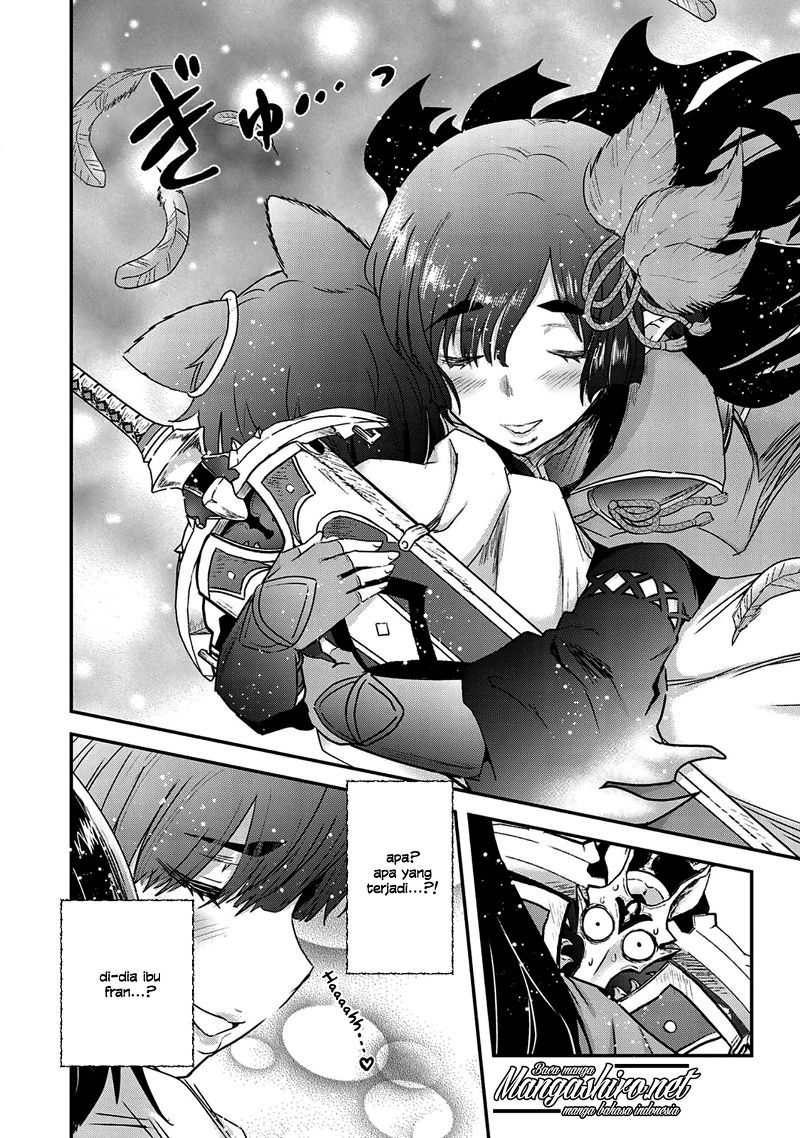 ぎゅ…っ
apa?
apa yang
terjadi...?!
di-dia ibu
fran...?
Haaaahh...♡
Baca manga
Mangashiro.net
manga bahasa indonesia